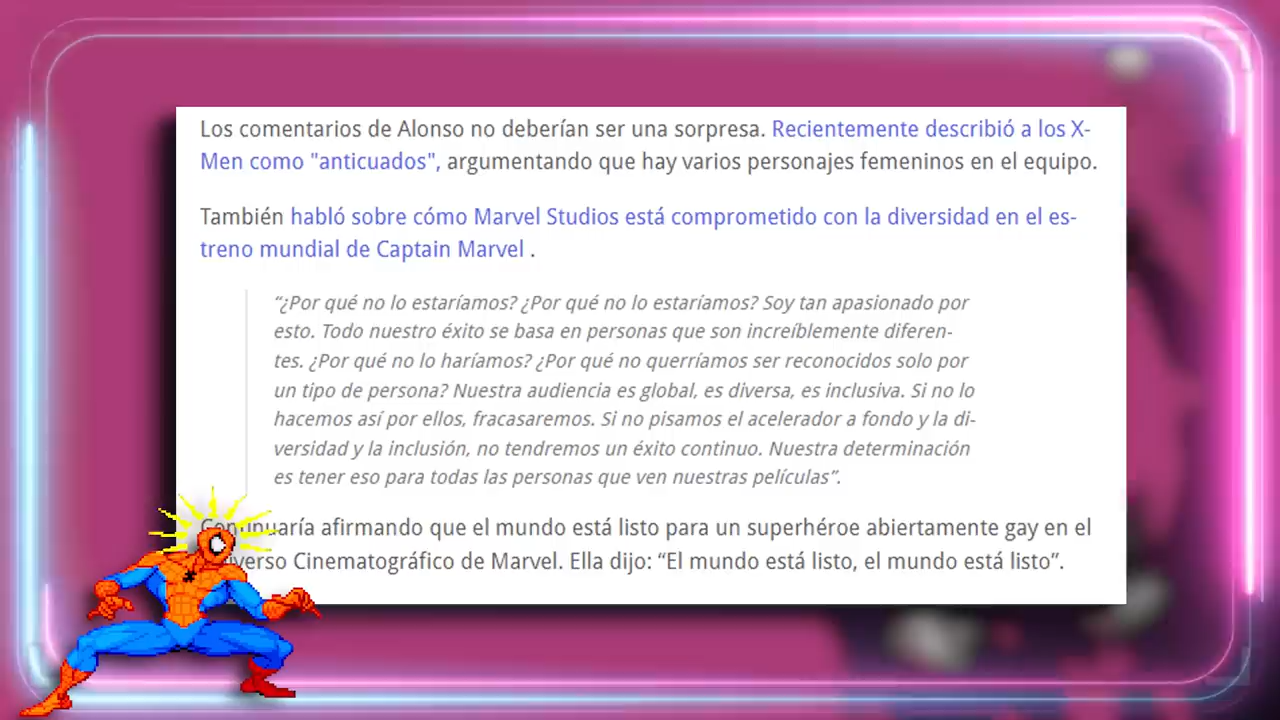 Los comentarios de Alonso no deberían ser una sorpresa. Recientemente describió a los X-
Men como "anticuados", argumentando que hay varios personajes femeninos en el equipo.
También habló sobre cómo Marvel Studios está comprometido con la diversidad en el es-
treno mundial de Captain Marvel .
“¿Por qué no lo estaríamos? ¿Por qué no lo estaríamos? Soy tan apasionado por
esto. Todo nuestro éxito se basa en personas que son increíblemente diferen-
tes. ¿Por qué no lo haríamos? ¿Por qué no querríamos ser reconocidos solo por
un tipo de persona? Nuestra audiencia es global, es diversa, es inclusiva. Si no lo
hacemos así por ellos, fracasaremos. Si no pisamos el acelerador a fondo y la di-
versidad y la inclusión, no tendremos un éxito continuo. Nuestra determinación
es tener eso para todas las personas que ven nuestras películas”.
Continuaría afirmando que el mundo está listo para un superhéroe abiertamente gay en el
Cinematográfico de Marvel. Ella dijo: “El mundo está listo, el mundo está listo”.